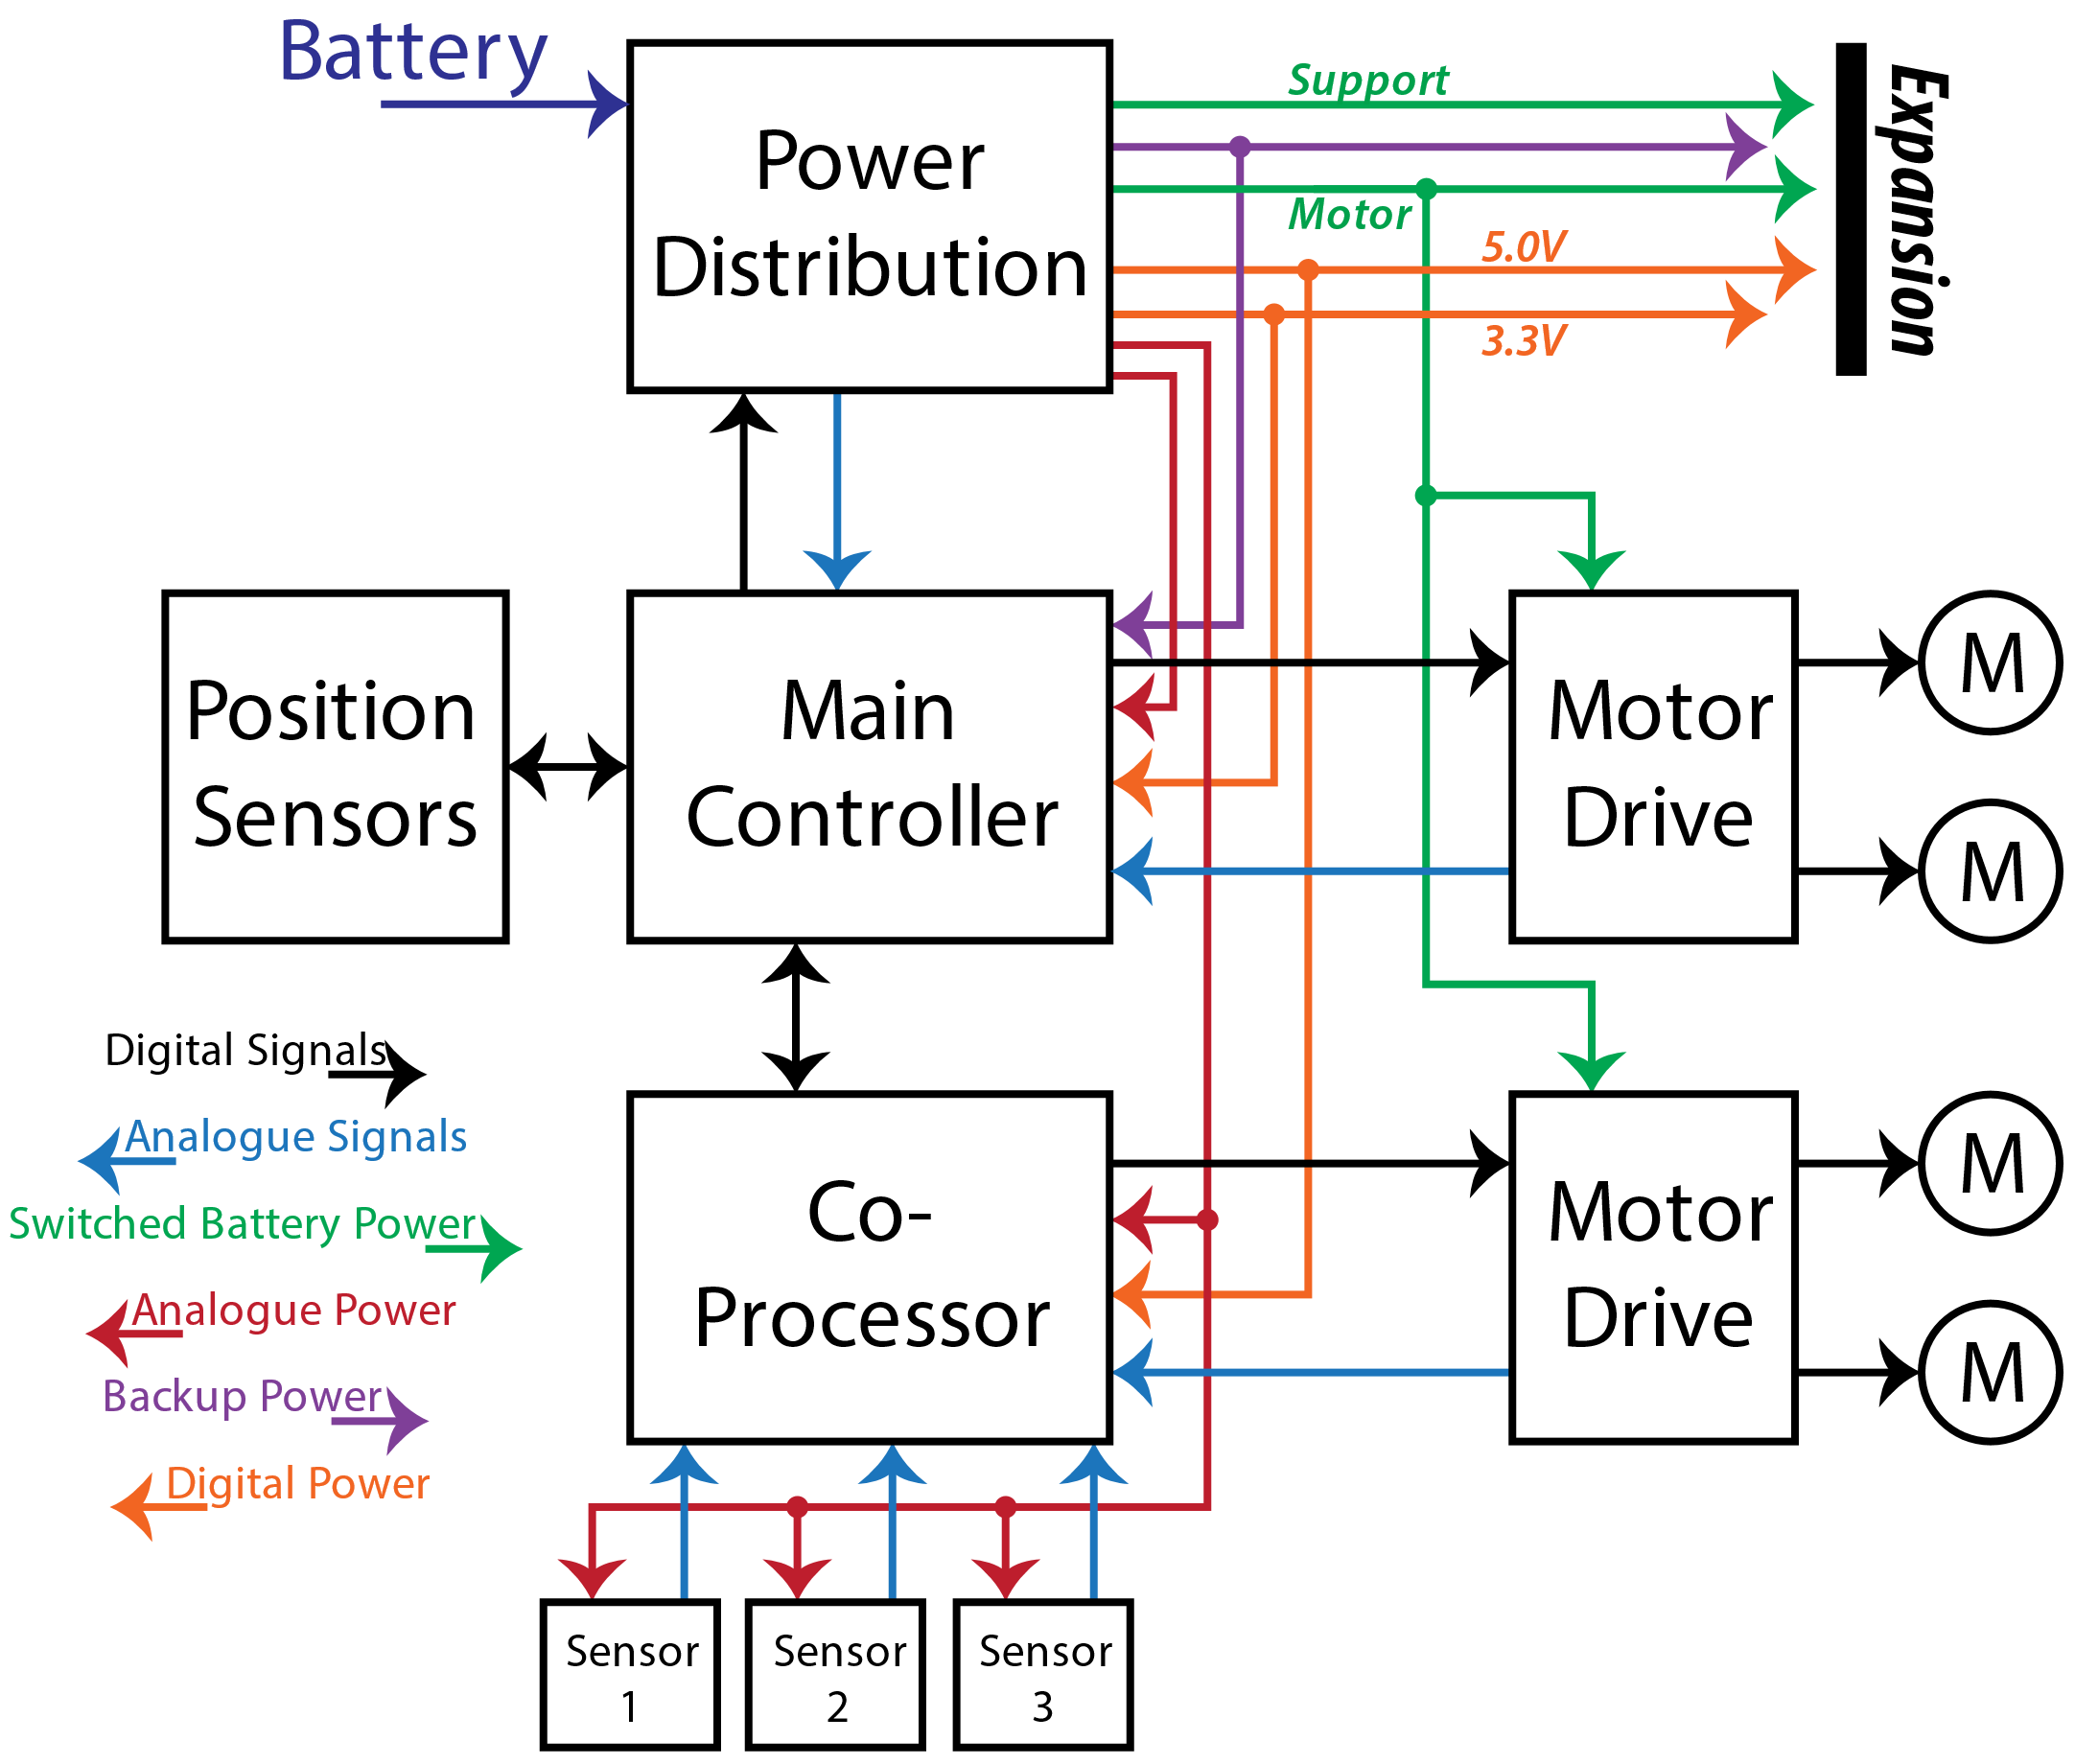 Battery
Power
Distribution
Support
Motor
5.0V
3.3V
Expansion
Position
Sensors
Main
Controller
Motor
Drive
M
M
Digital Signals
Analogue Signals
Switched Battery Power
Analogue Power
Backup Power
Digital Power
Co-
Processor
Motor
Drive
M
M
Sensor
1
Sensor
2
Sensor
3